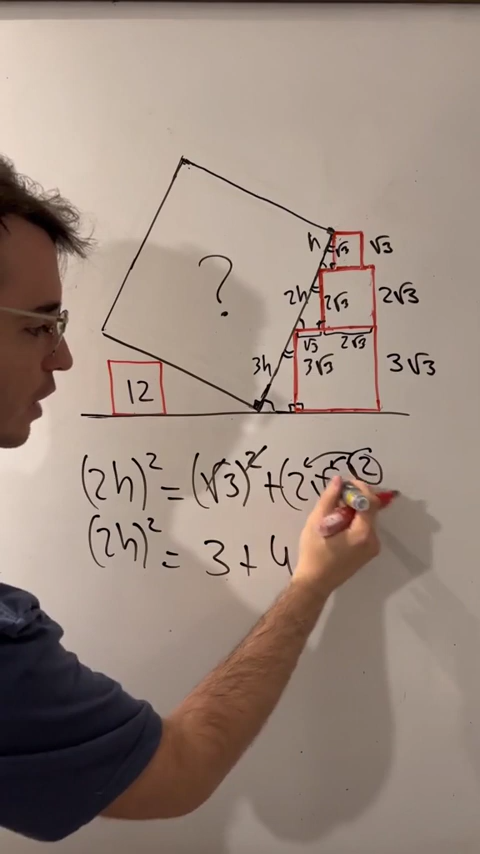 h √3 √3
?
2h 2√3 2√3
√3 2√3
3h 3√3 3√3
12
(2h)² = (√3)² + (2
(2h)² = 3 + 4